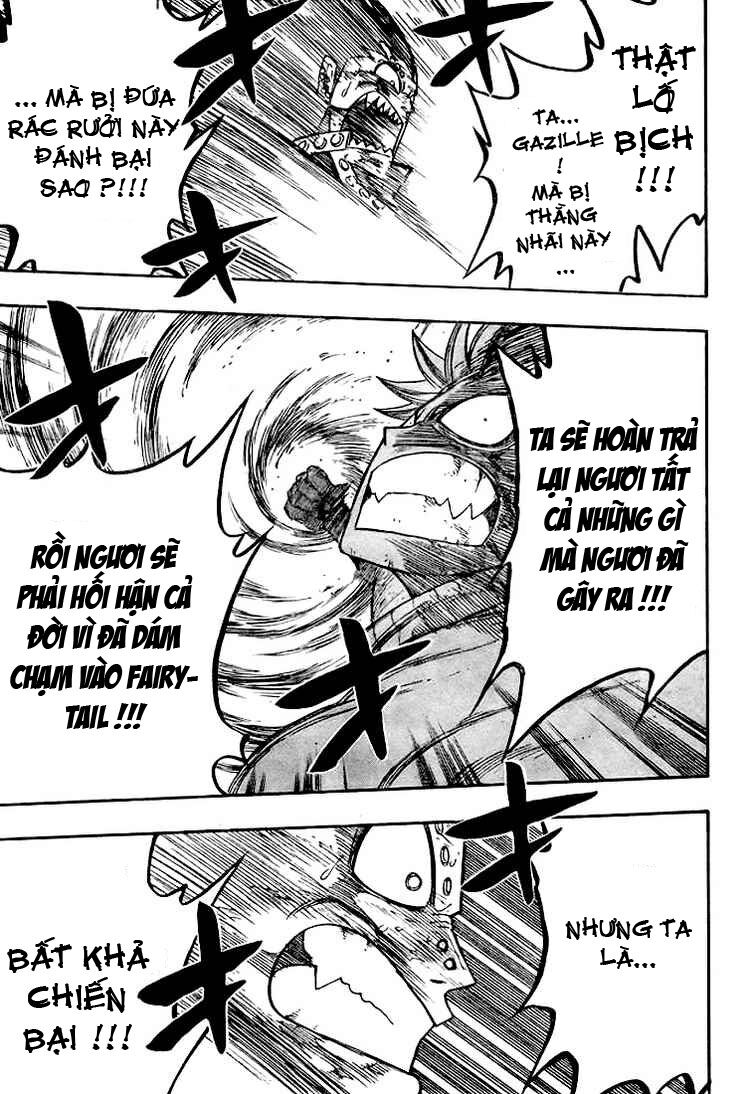 THẬT
LỐ
BỊCH
!!!
TA...
GAZILLE
!
MÀ BỊ
THẰNG
NHÃI NÀY
...
... MÀ BỊ ĐỨA
RÁC RƯỞI NÀY
ĐÁNH BẠI
SAO ?!!!
TA SẼ HOÀN TRẢ
LẠI NGƯƠI TẤT
CẢ NHỮNG GÌ
MÀ NGƯƠI ĐÃ
GÂY RA !!!
RỒI NGƯƠI SẼ
PHẢI HỐI HẬN CẢ
ĐỜI VÌ ĐÃ DÁM
CHẠM VÀO FAIRY-
TAIL !!!
NHƯNG TA
LÀ...
BẤT KHẢ
CHIẾN
BẠI !!!